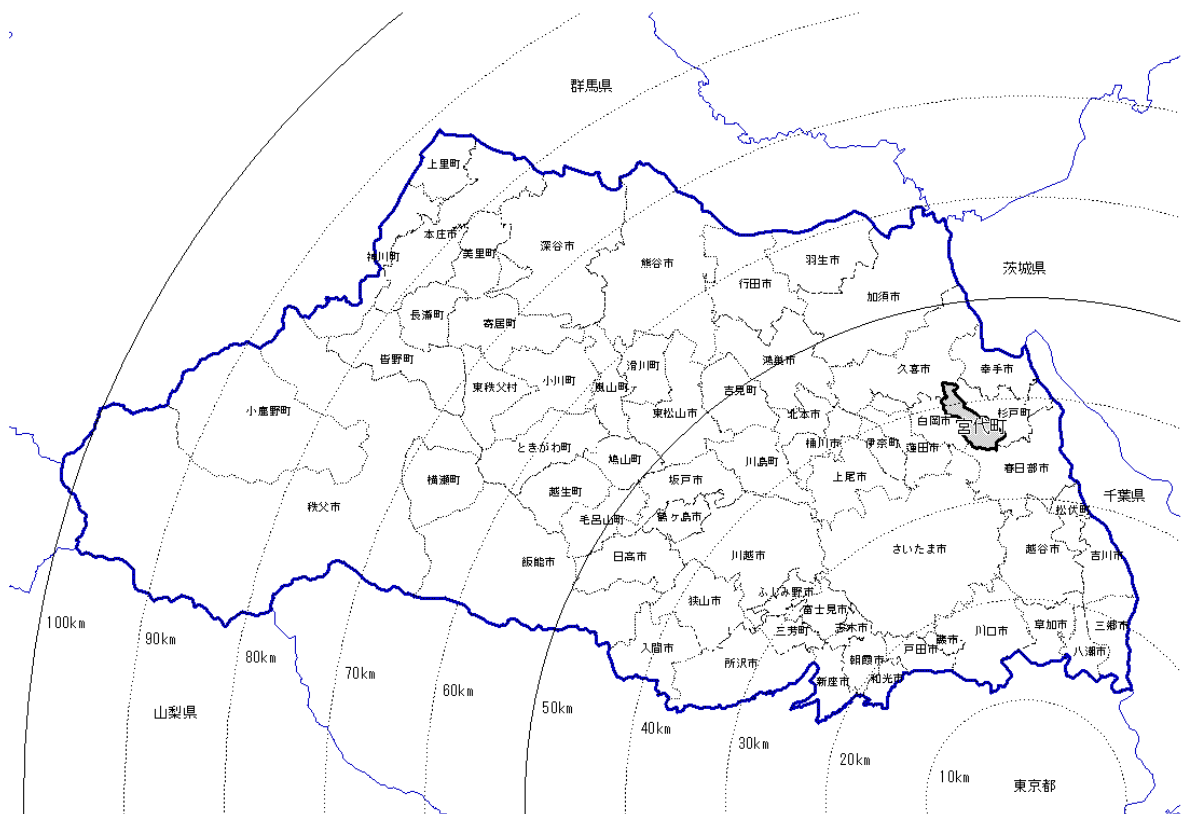 群馬県
上里町
本庄市
神川町
美里町
深谷市
熊谷市
羽生市
行田市
加須市
茨城県
長瀞町
寄居町
皆野町
東秩父村
小川町
嵐山町
滑川町
吉見町
鴻巣市
久喜市
幸手市
小鹿野町
東松山市
北本市
白岡市
杉戸町
宮代町
ときがわ町
鳩山町
川島町
桶川市
伊奈町
蓮田市
春日部市
横瀬町
越生町
坂戸市
上尾市
千葉県
秩父市
毛呂山町
鶴ヶ島市
松伏町
飯能市
日高市
川越市
さいたま市
越谷市
吉川市
狭山市
ふじみ野市
富士見市
三芳町
志木市
川口市
草加市
三郷市
入間市
所沢市
新座市
朝霞市
和光市
戸田市
蕨市
八潮市
100km
90km
80km
70km
60km
50km
40km
30km
20km
10km
山梨県
東京都